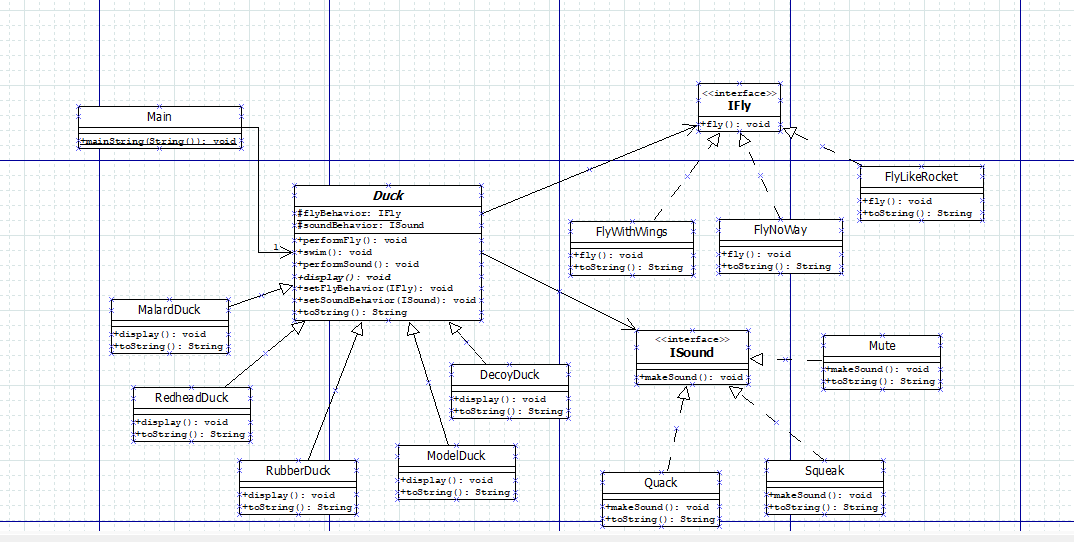 Main
+mainString(String()): void
<<interface>>
IFly
+fly(): void
FlyLikeRocket
+fly(): void
+toString(): String
Duck
#flyBehavior: IFly
#soundBehavior: ISound
+performFly(): void
+swim(): void
+performSound(): void
+display(): void
+setFlyBehavior(IFly): void
+setSoundBehavior(ISound): void
+toString(): String
1
FlyWithWings
+fly(): void
+toString(): String
FlyNoWay
+fly(): void
+toString(): String
MalardDuck
+display(): void
+toString(): String
<<interface>>
ISound
+makeSound(): void
Mute
+makeSound(): void
+toString(): String
DecoyDuck
+display(): void
+toString(): String
RedheadDuck
+display(): void
+toString(): String
ModelDuck
+display(): void
+toString(): String
RubberDuck
+display(): void
+toString(): String
Quack
+makeSound(): void
+toString(): String
Squeak
+makeSound(): void
+toString(): String